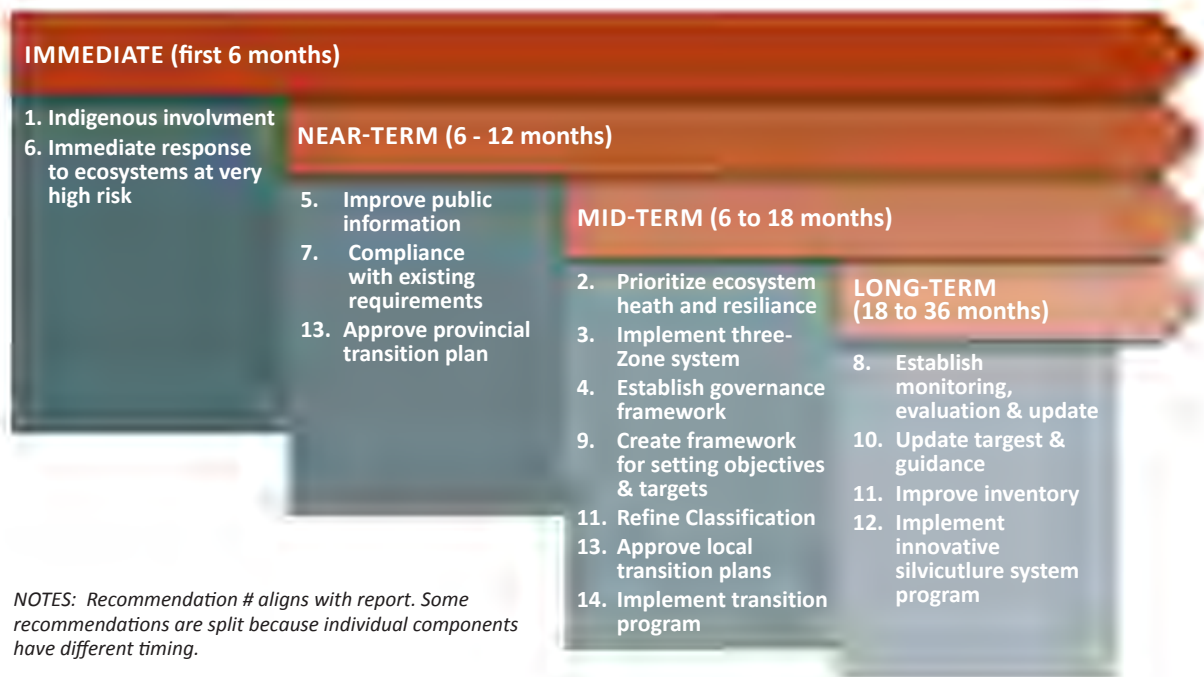 IMMEDIATE (first 6 months)
1. Indigenous involvment
6. Immediate response
to ecosystems at very
high risk
NEAR-TERM (6 - 12 months)
5. Improve public
information
7. Compliance
with existing
requirements
13. Approve provincial
transition plan
MID-TERM (6 to 18 months)
2. Prioritize ecosystem
heath and resiliance
3. Implement three-
Zone system
4. Establish governance
framework
9. Create framework
for setting objectives
& targets
11. Refine Classification
13. Approve local
transition plans
14. Implement transition
program
LONG-TERM
(18 to 36 months)
8. Establish
monitoring,
evaluation & update
10. Update targest &
guidance
11. Improve inventory
12. Implement
innovative
silvicutlure system
program
NOTES: Recommendation # aligns with report. Some
recommendations are split because individual components
have different timing.